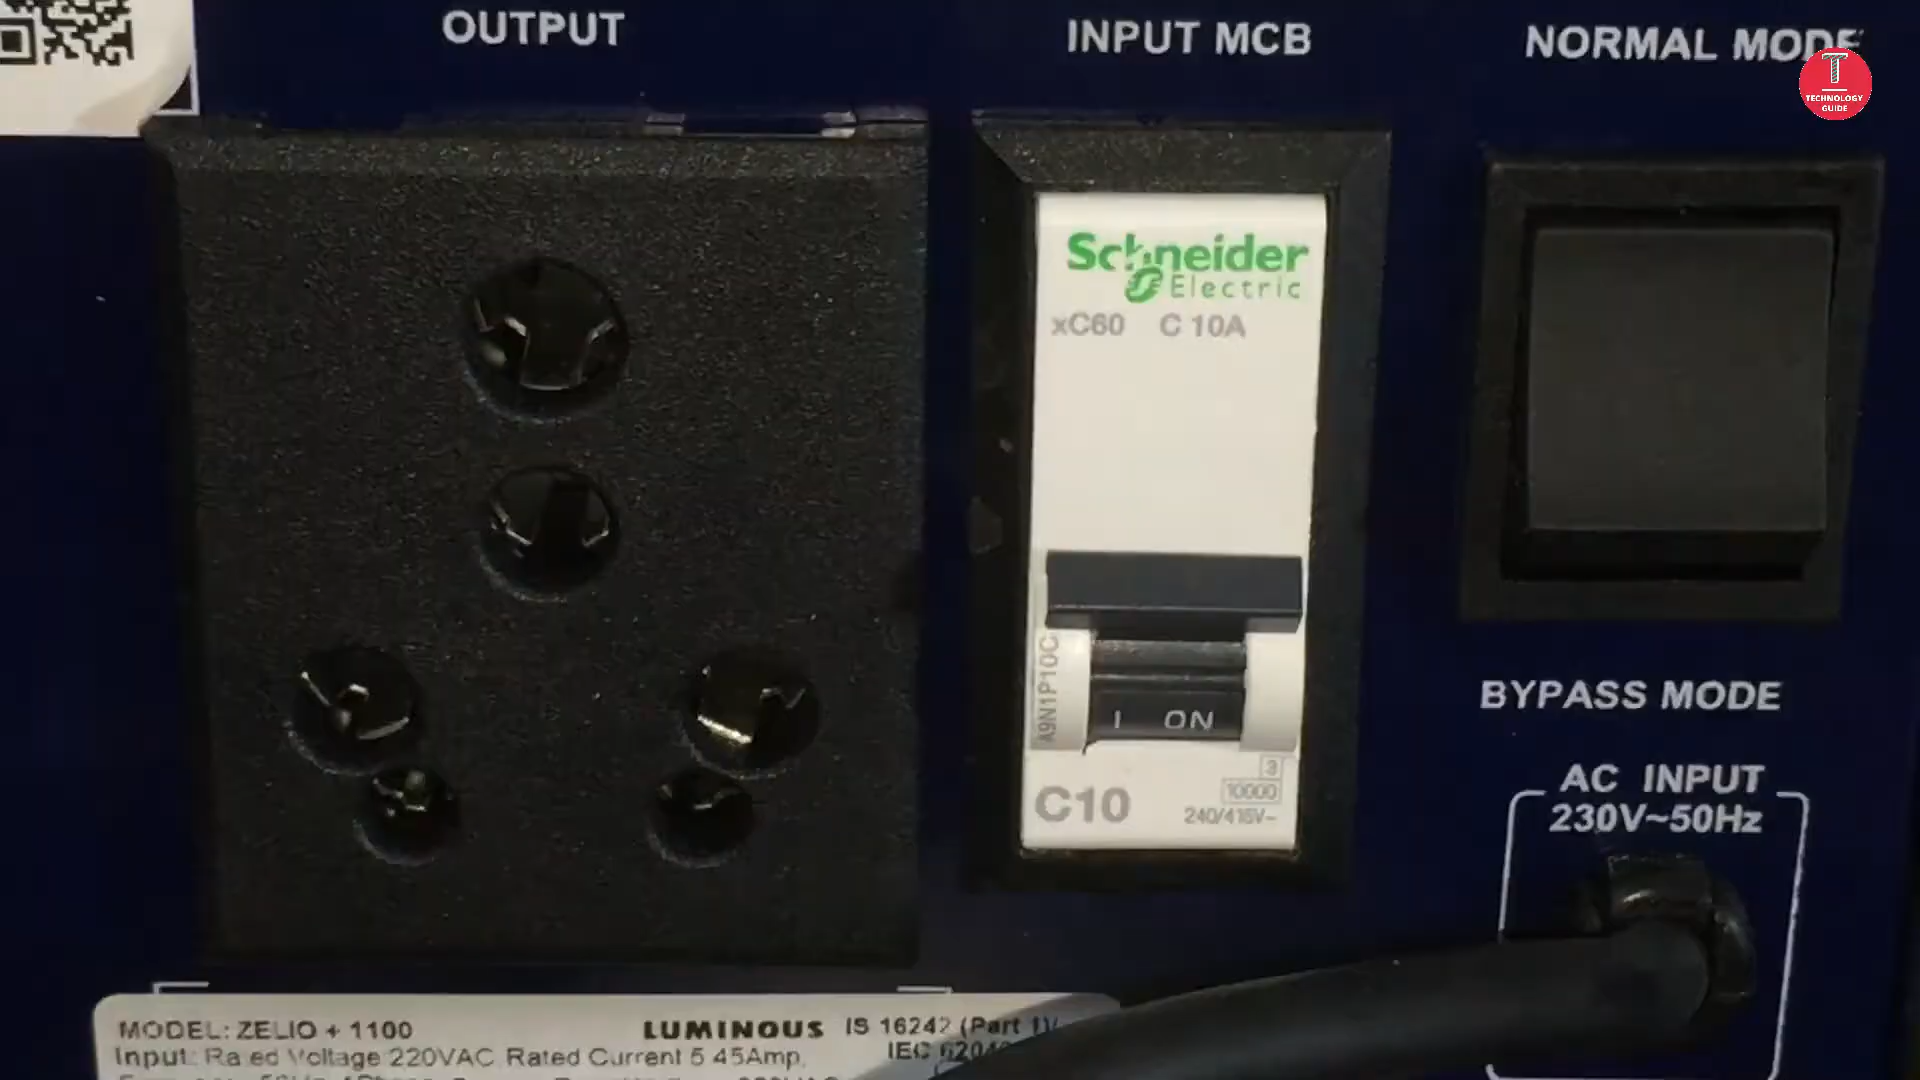 OUTPUT
INPUT MCB
NORMAL MODE
T
TECHNOLOGY
GUIDE
Schneider
Electric
xC60 C 10A
A9N1P10C
I ON
C10
3
10000
240/415V~
BYPASS MODE
AC INPUT
230V~50Hz
MODEL: ZELIO + 1100
LUMINOUS
IS 16242 (Part 1)/
Input: Rated Voltage 220VAC, Rated Current 5.45Amp,
IEC